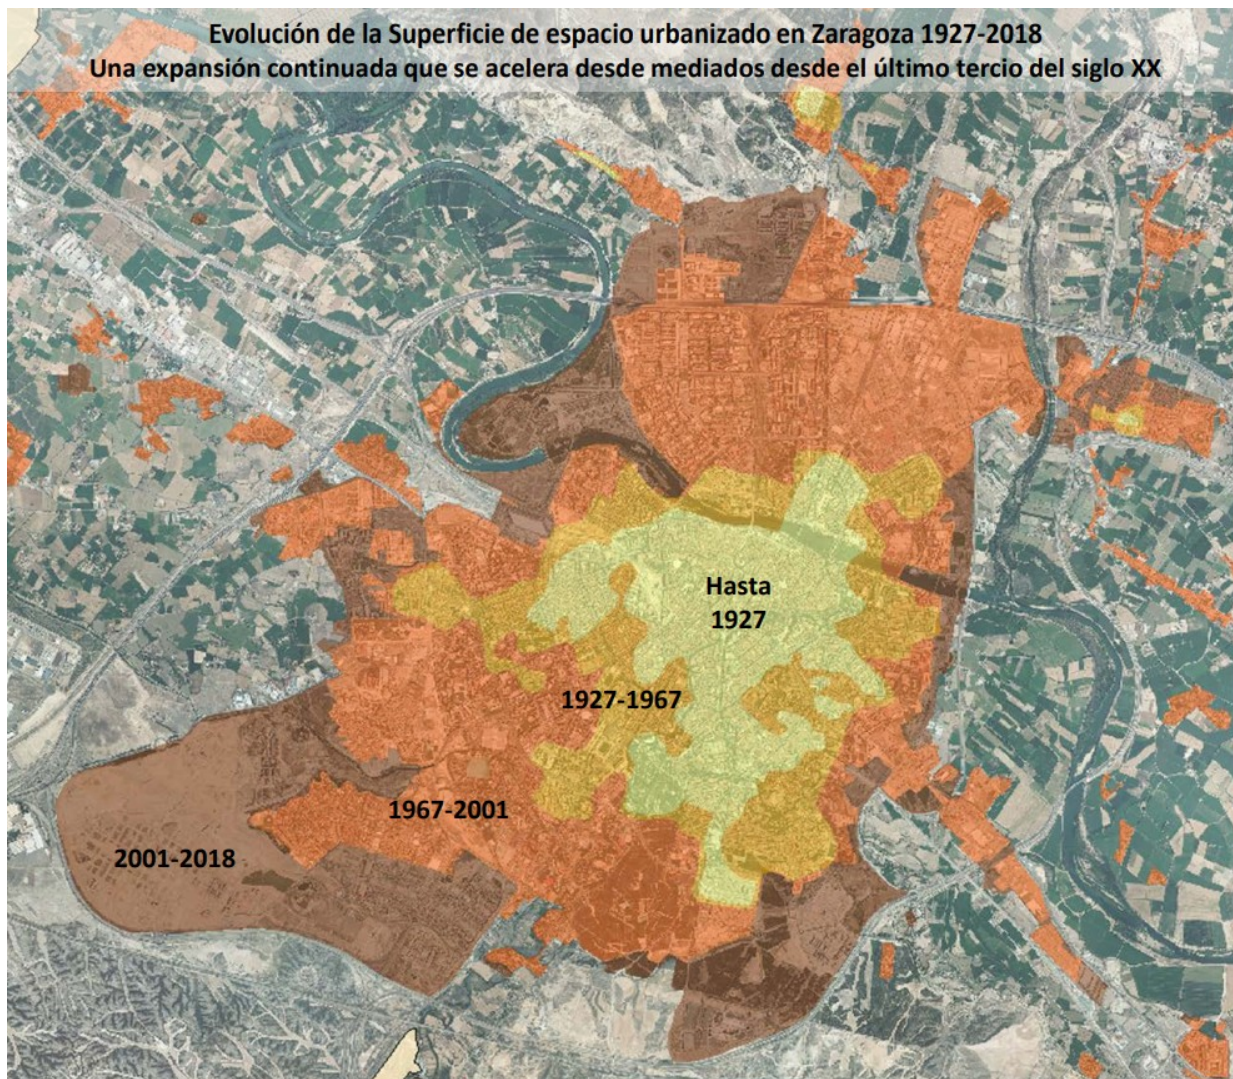 Evolución de la Superficie de espacio urbanizado en Zaragoza 1927-2018
Una expansión continuada que se acelera desde mediados desde el último tercio del siglo XX
Hasta
1927
1927-1967
1967-2001
2001-2018